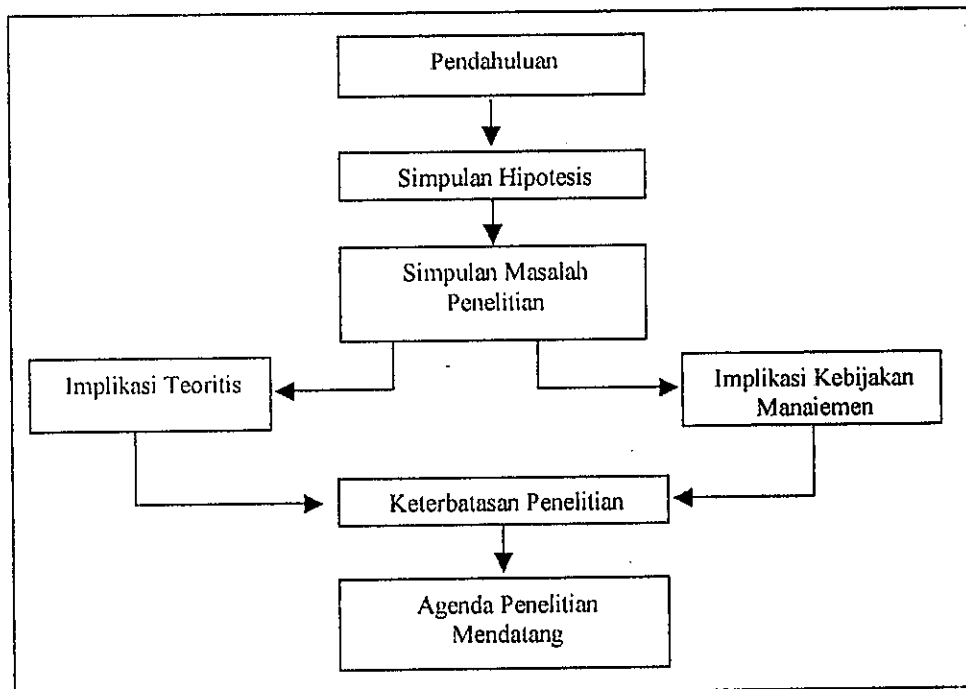 Pendahuluan
Simpulan Hipotesis
Simpulan Masalah
Penelitian
Implikasi Teoritis
Implikasi Kebijakan
Manaiemen
Keterbatasan Penelitian
Agenda Penelitian
Mendatang